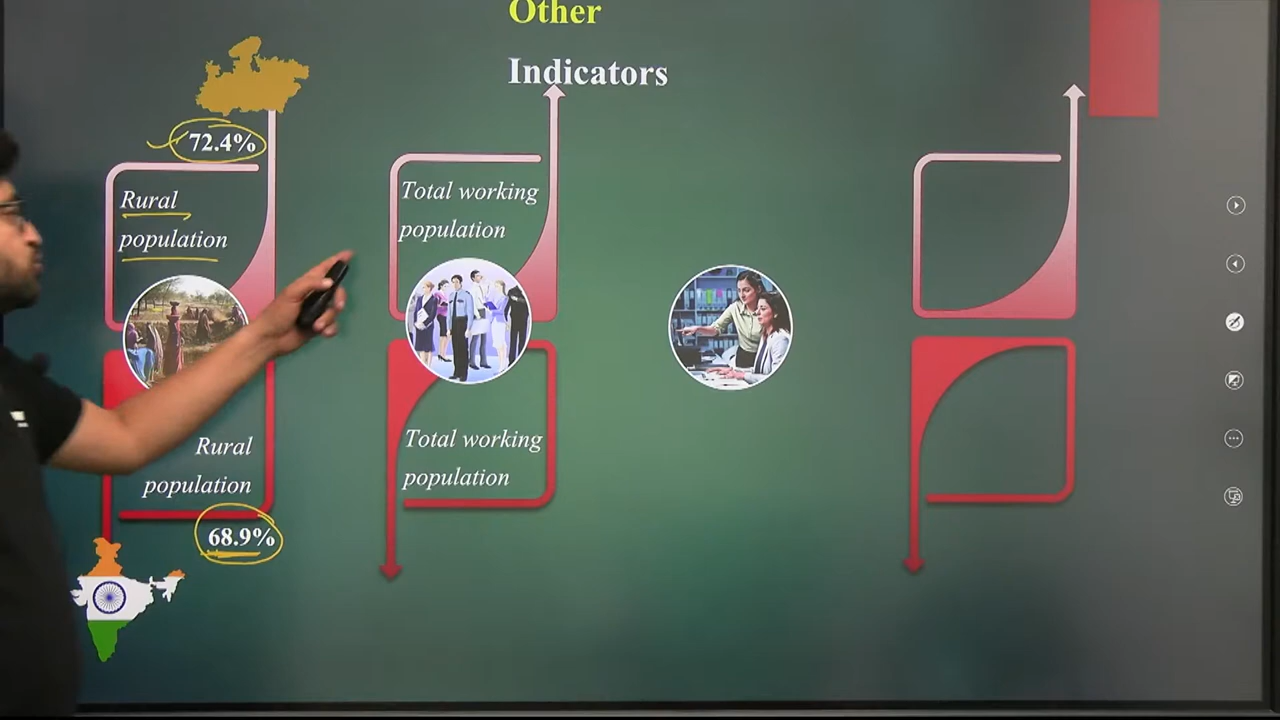 Other
Indicators
72.4%
Rural
population
Total working
population
Rural
population
Total working
population
68.9%